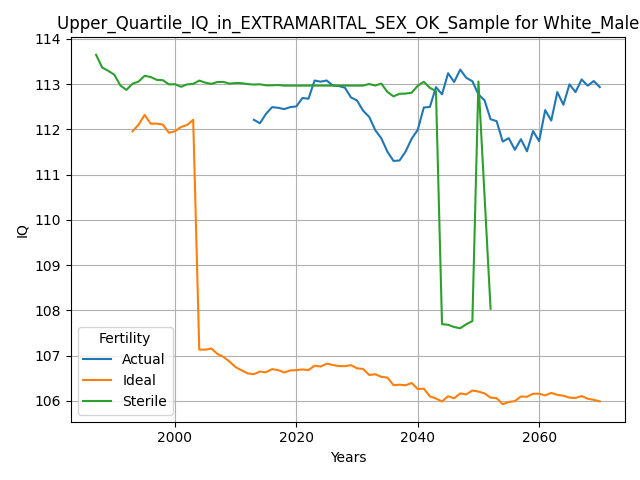 Upper_Quartile_IQ_in_EXTRAMARITAL_SEX_OK_Sample for White_Male
114
113
112
111
110
109
108
107
106
IQ
Fertility
Actual
Ideal
Sterile
2000
2020
2040
2060
Years